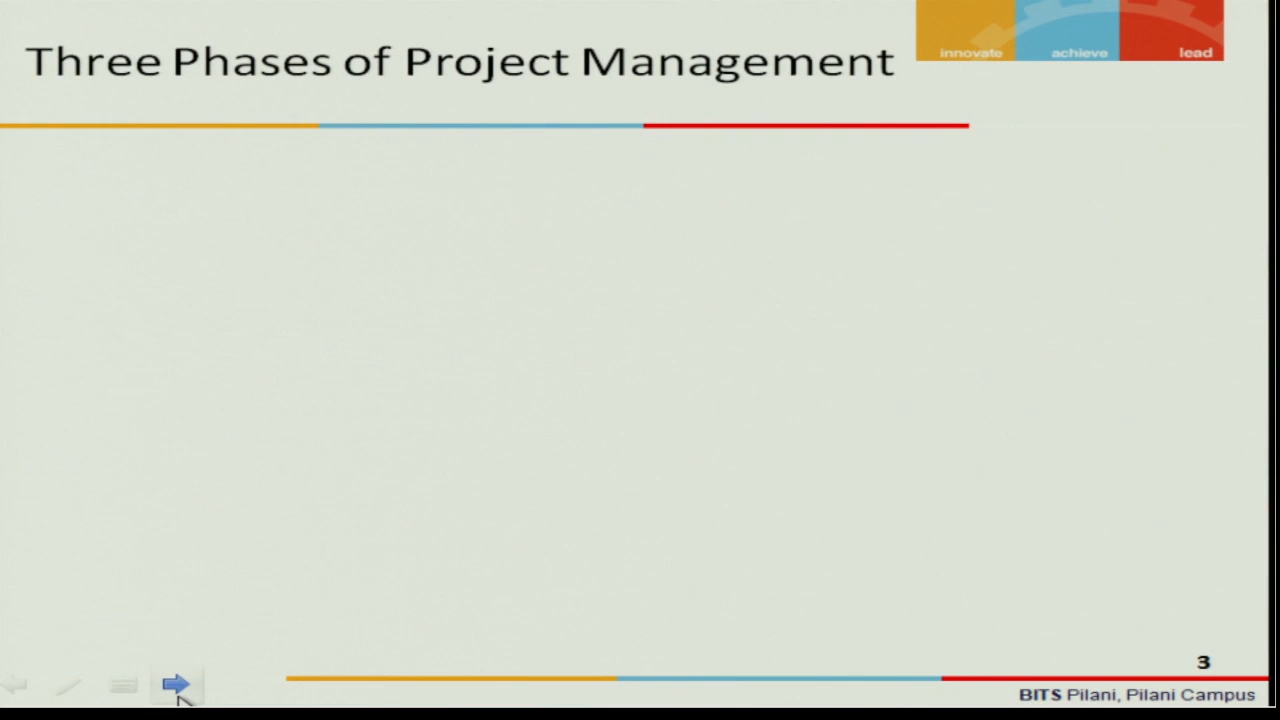 Three Phases of Project Management
innovate achieve lead
3
BITS Pilani, Pilani Campus